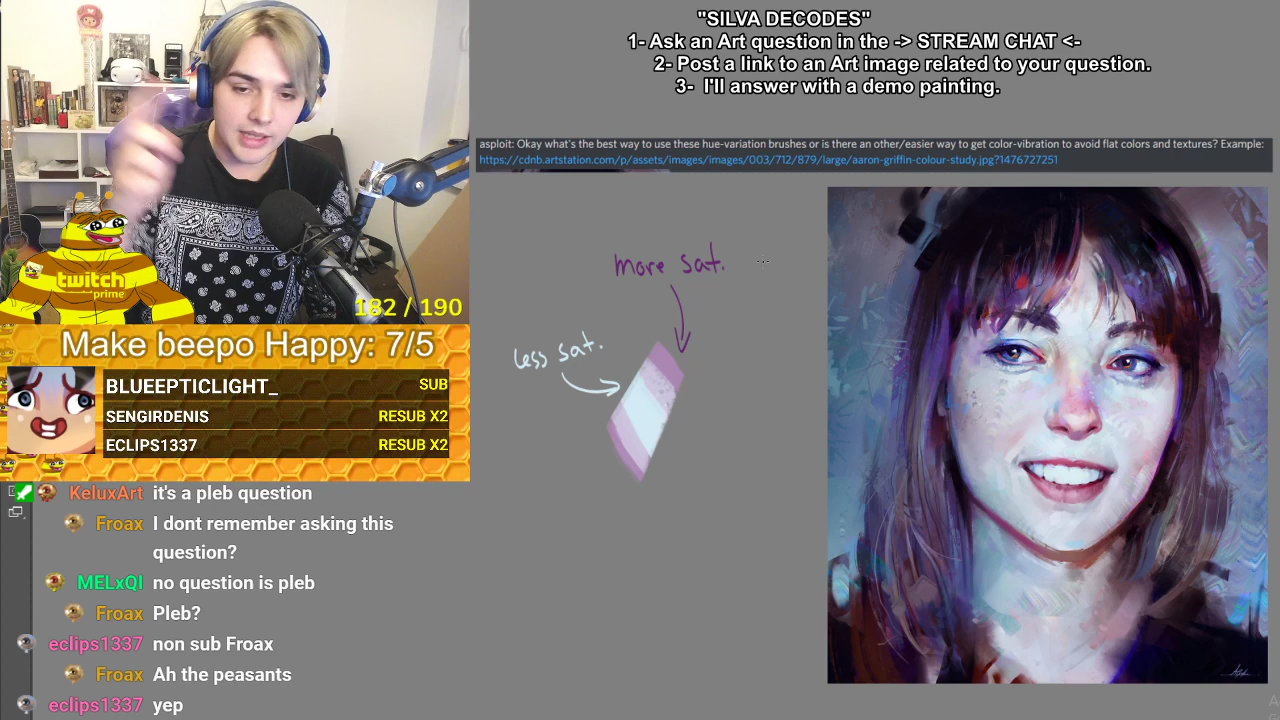 "SILVA DECODES"
1- Ask an Art question in the -> STREAM CHAT <-
2- Post a link to an Art image related to your question.
3- I'll answer with a demo painting.
asploit: Okay what's the best way to use these hue-variation brushes or is there an other/easier way to get color-vibration to avoid flat colors and textures? Example:
https://cdnb.artstation.com/p/assets/images/images/003/712/879/large/aaron-griffin-colour-study.jpg?1476727251
more sat.
less sat.
twitch
prime
182 / 190
Make beepo Happy: 7/5
BLUEEPTICLIGHT_ SUB
SENGIRDENIS RESUB X2
ECLIPS1337 RESUB X2
KeluxArt it's a pleb question
Froax I dont remember asking this
question?
MELxQI no question is pleb
Froax Pleb?
eclips1337 non sub Froax
Froax Ah the peasants
eclips1337 yep